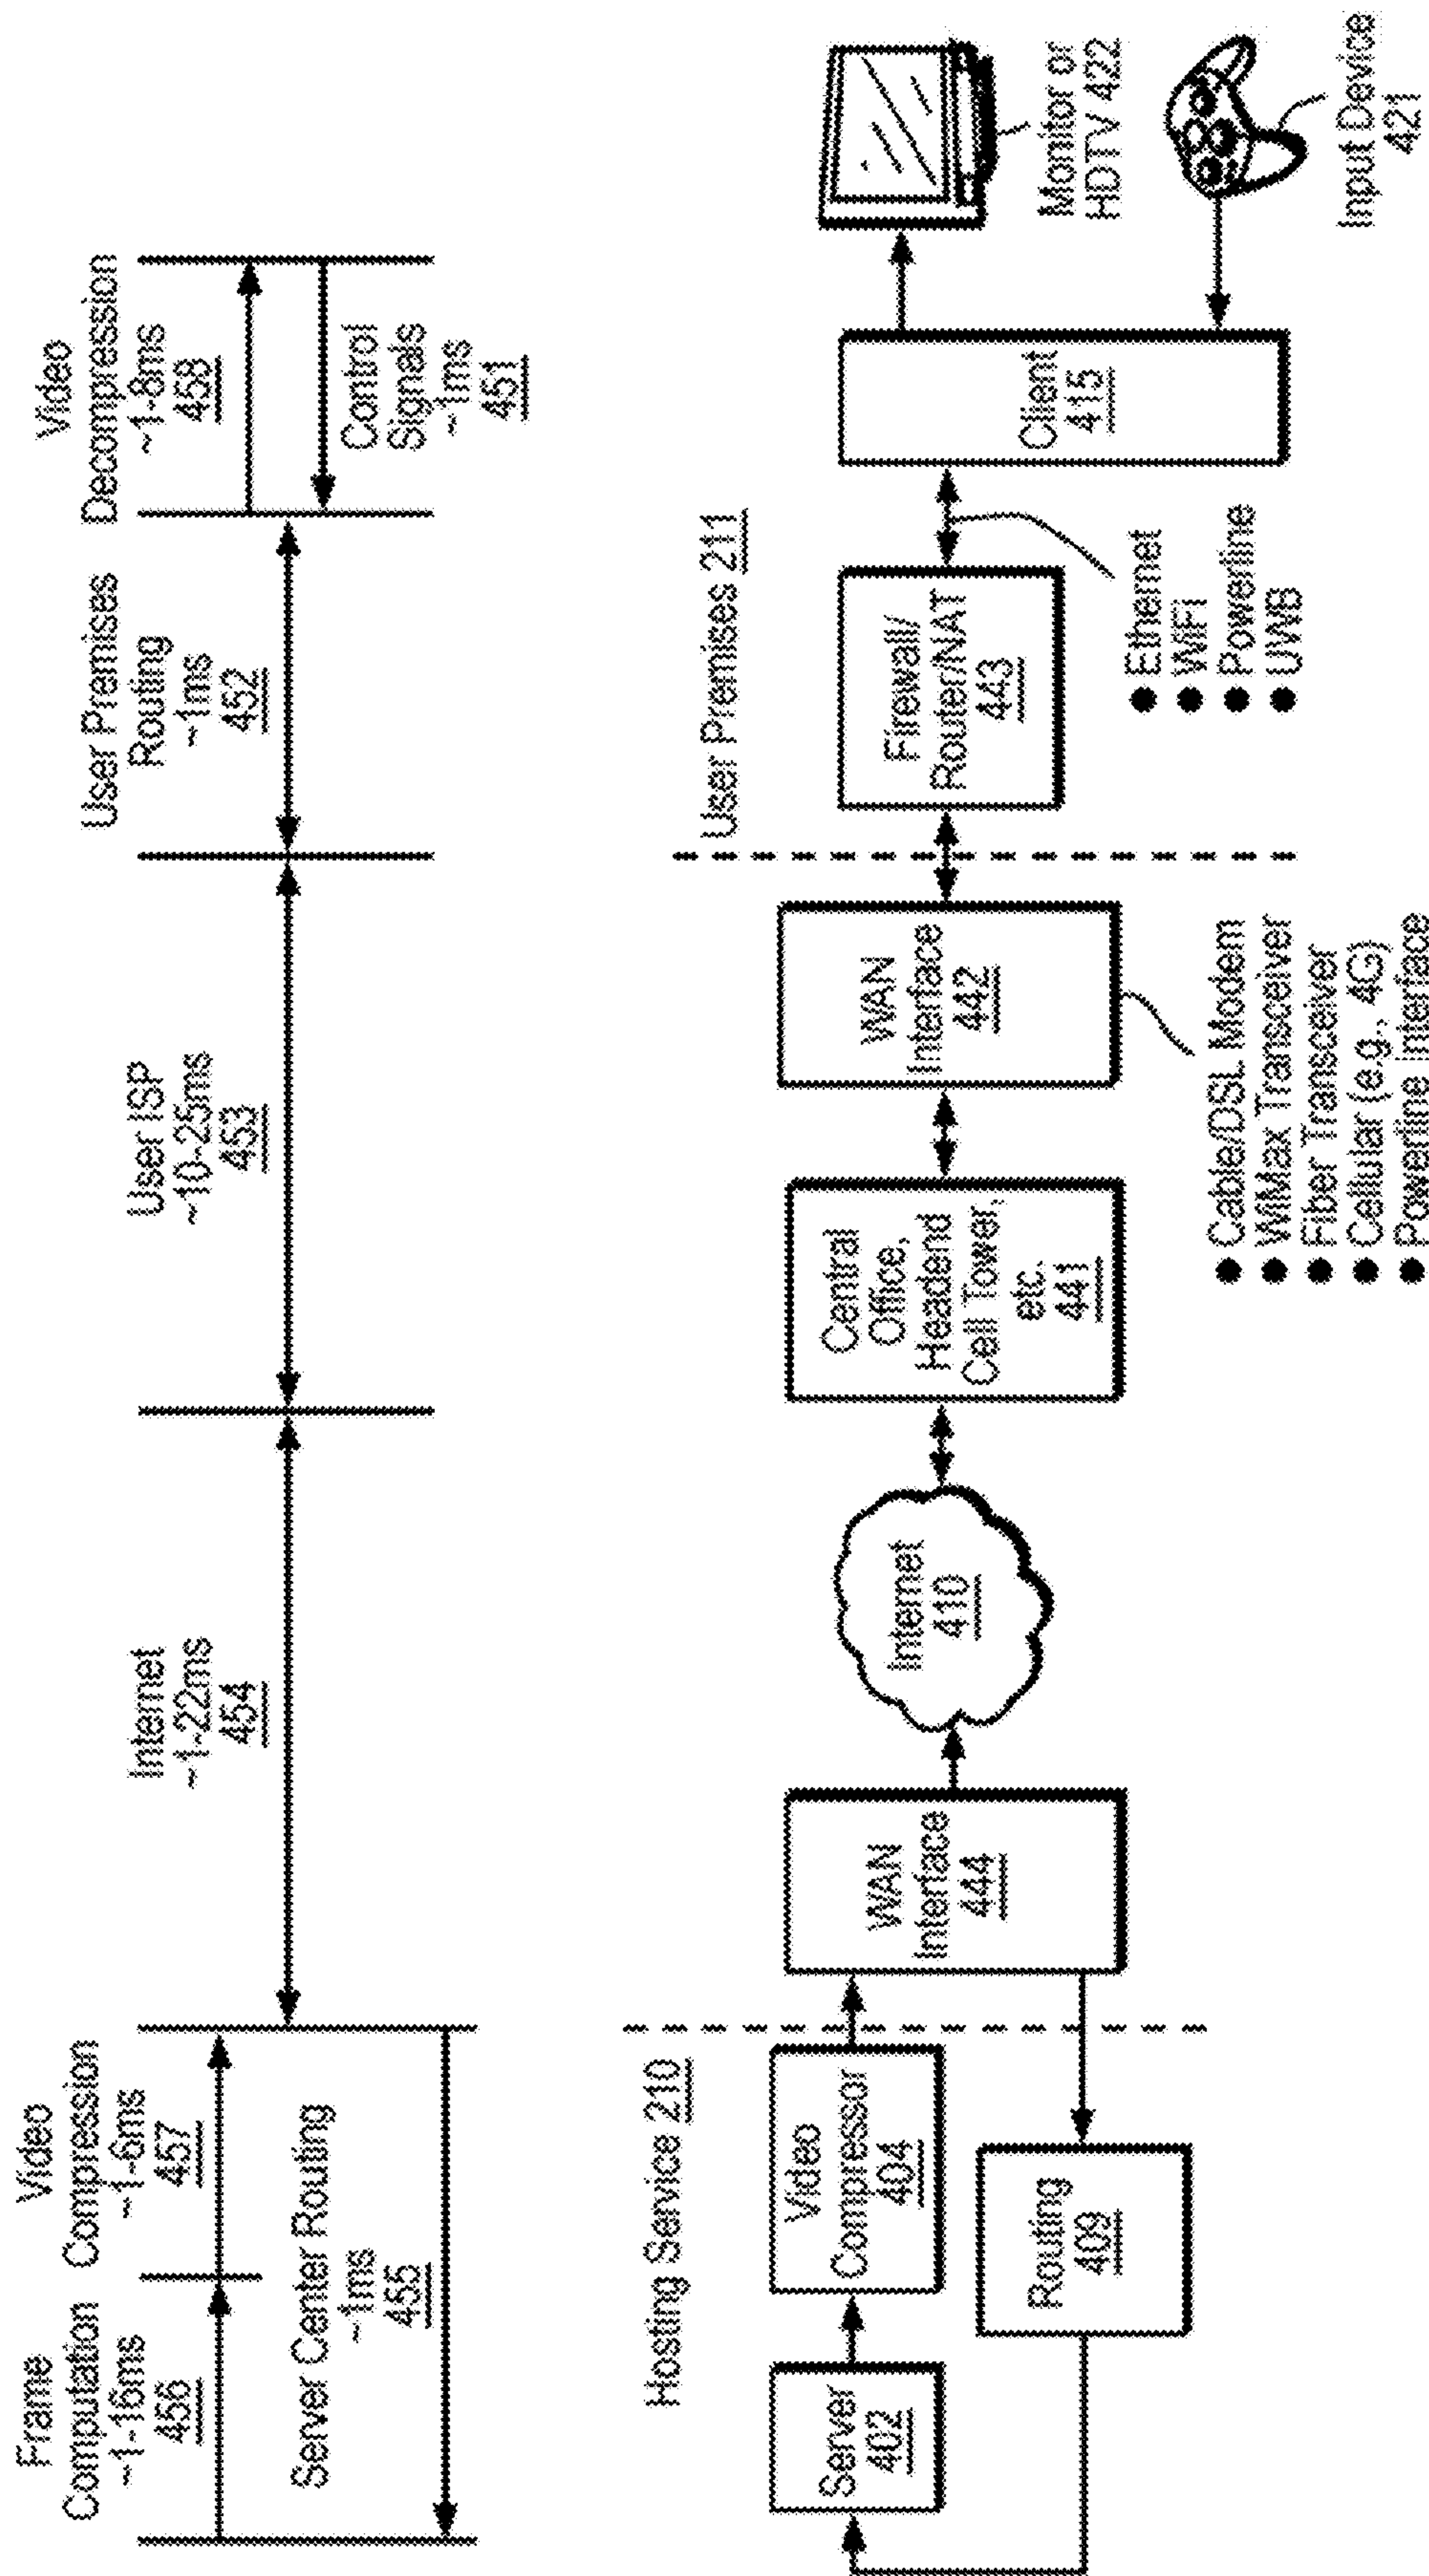 Frame
Computation
~1-16ms
456
Video
Compression
~1-6ms
457
Server Center Routing
~1ms
455
Internet
~1-22ms
454
User ISP
~10-25ms
453
User Premises
Routing
~1ms
452
Video
Decompression
~1-8ms
458
Control
Signals
~1ms
451
Hosting Service 210
Server
402
Video
Compressor
404
Routing
409
WAN
Interface
444
Internet
410
Central
Office,
Headend
Cell Tower,
etc.
441
WAN
Interface
442
● Cable/DSL Modem
● WiMax Transceiver
● Fiber Transceiver
● Cellular (e.g., 4G)
● Powerline Interface
User Premises 211
Firewall/
Router/NAT
443
● Ethernet
● WiFi
● Powerline
● UWB
Client
415
Monitor or
HDTV 422
Input Device
421